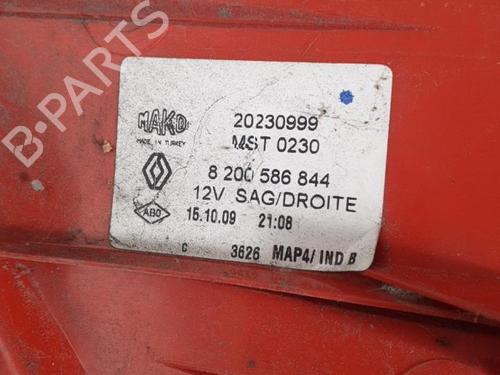 MAKO
MADE IN TURKEY
20230999
MST 0230
8 200 586 844
12V SAG/DROITE
ABO
15.10.09 21:08
C 3626 MAP4/IND B